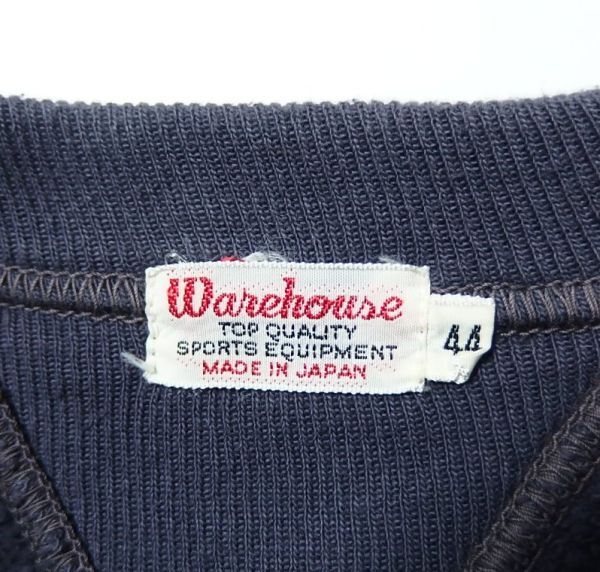 Warehouse
TOP QUALITY
SPORTS EQUIPMENT
MADE IN JAPAN
44